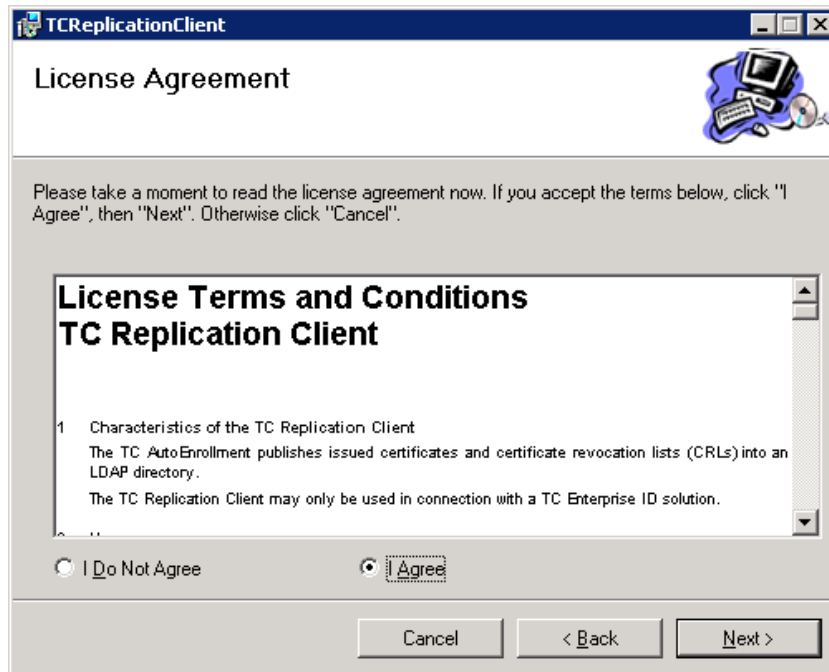 TCReplicationClient
License Agreement
Please take a moment to read the license agreement now. If you accept the terms below, click "I
Agree", then "Next". Otherwise click "Cancel".
License Terms and Conditions
TC Replication Client
1 Characteristics of the TC Replication Client
The TC AutoEnrollment publishes issued certificates and certificate revocation lists (CRLs) into an
LDAP directory.
The TC Replication Client may only be used in connection with a TC Enterprise ID solution.
I Do Not Agree
I Agree
Cancel
< Back
Next >